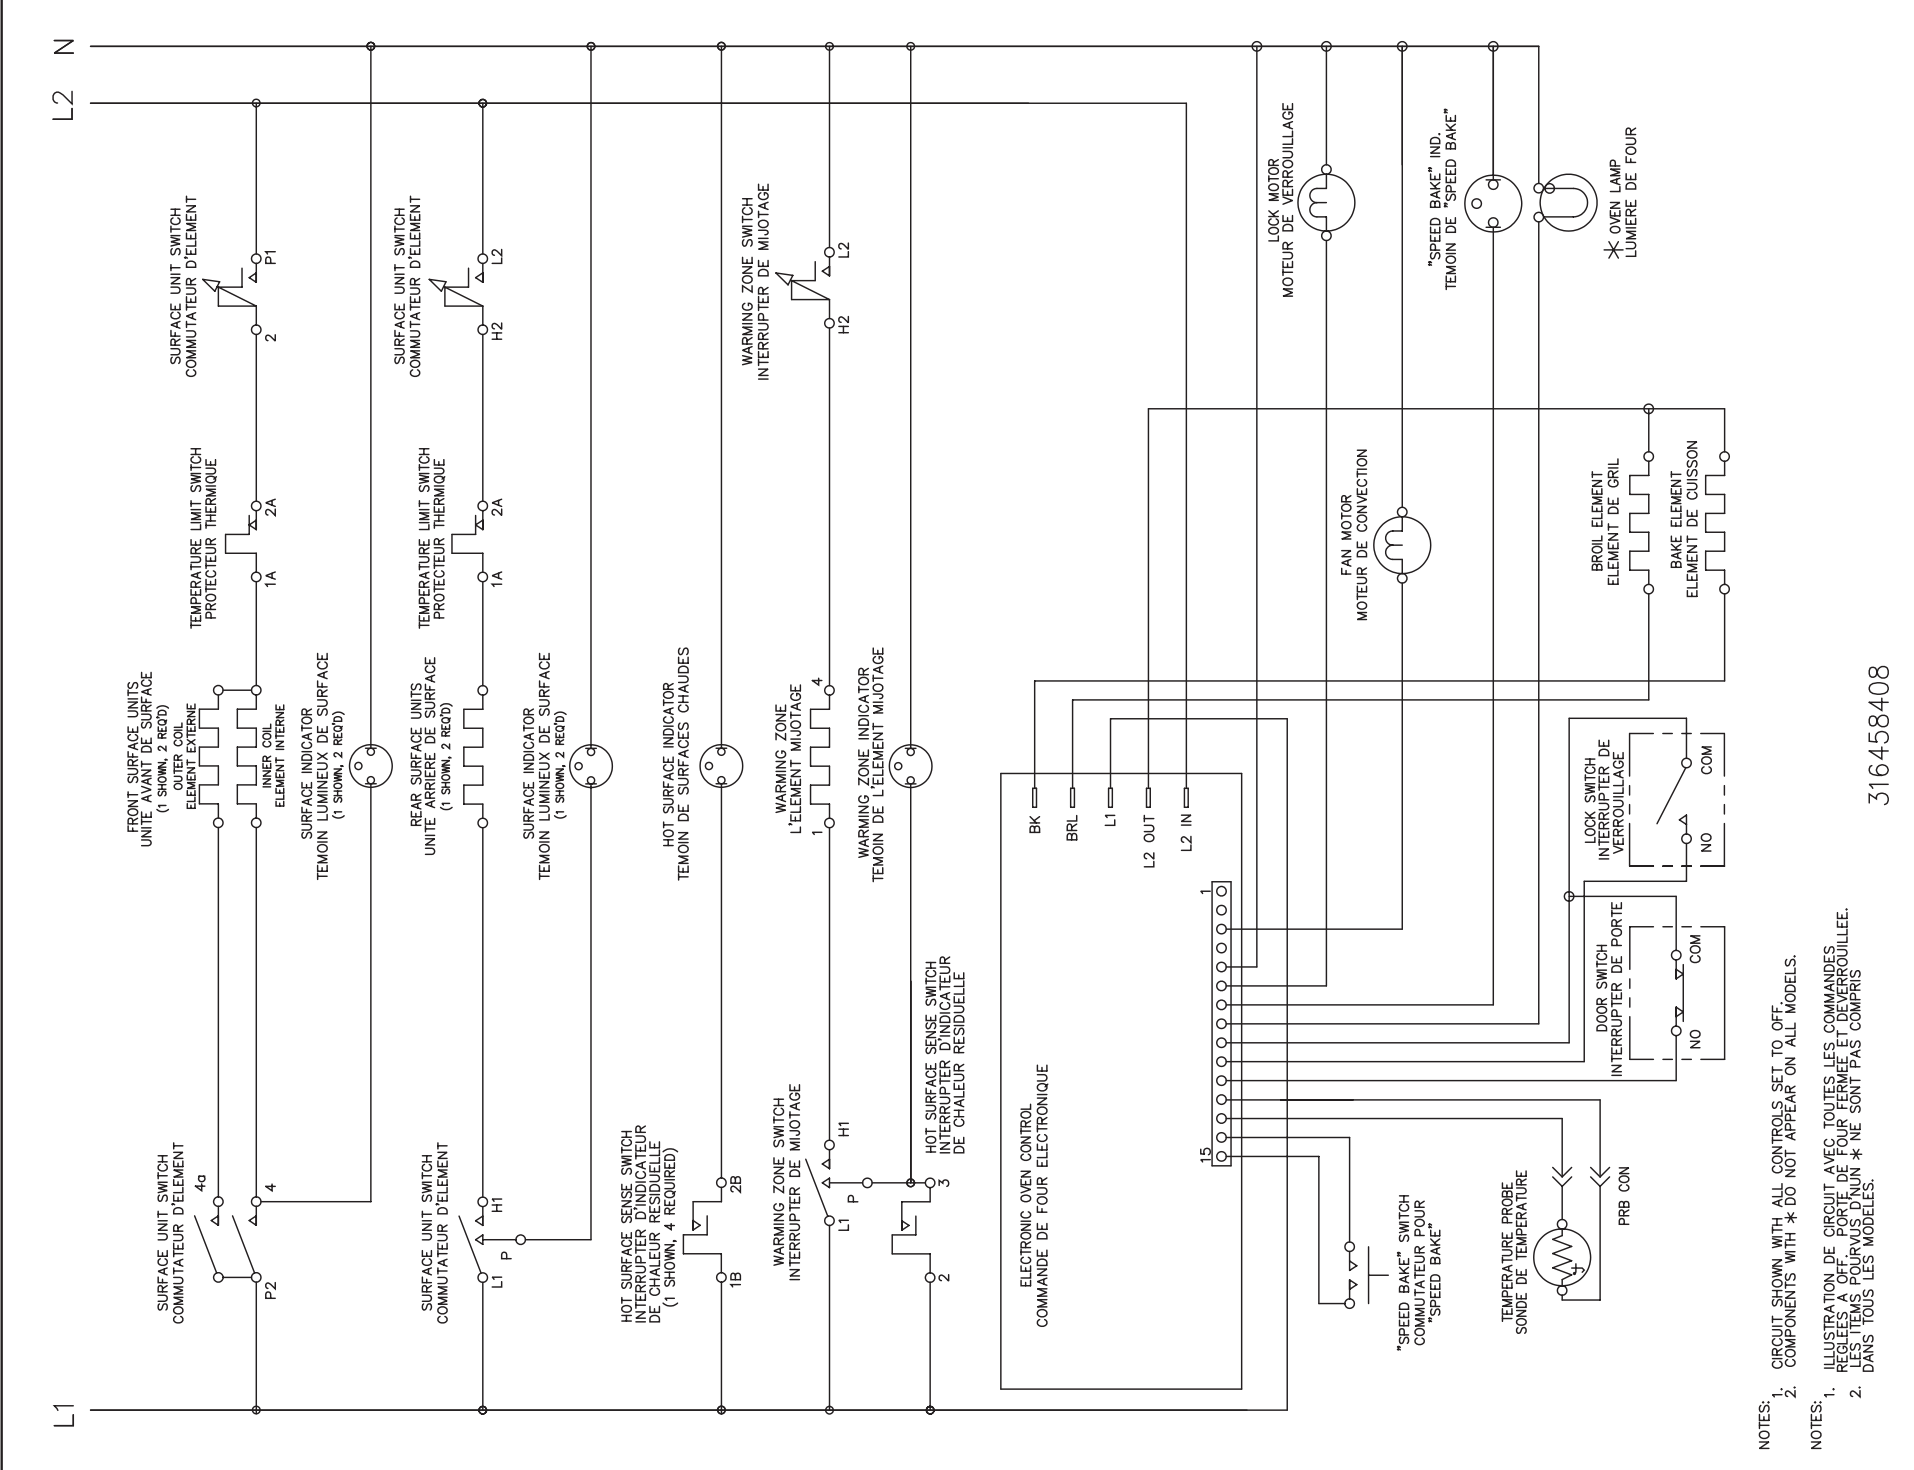 L1
L2
N
SURFACE UNIT SWITCH
COMMUTATEUR D'ELEMENT
4a
4
P2
FRONT SURFACE UNITS
UNITE AVANT DE SURFACE
(1 SHOWN, 2 REQ'D)
OUTER COIL
ELEMENT EXTERNE
INNER COIL
ELEMENT INTERNE
TEMPERATURE LIMIT SWITCH
PROTECTEUR THERMIQUE
1A
2A
SURFACE UNIT SWITCH
COMMUTATEUR D'ELEMENT
2
P1
SURFACE INDICATOR
TEMOIN LUMINEUX DE SURFACE
(1 SHOWN, 2 REQ'D)
SURFACE UNIT SWITCH
COMMUTATEUR D'ELEMENT
L1
H1
P
REAR SURFACE UNITS
UNITE ARRIERE DE SURFACE
(1 SHOWN, 2 REQ'D)
TEMPERATURE LIMIT SWITCH
PROTECTEUR THERMIQUE
1A
2A
SURFACE UNIT SWITCH
COMMUTATEUR D'ELEMENT
H2
L2
SURFACE INDICATOR
TEMOIN LUMINEUX DE SURFACE
(1 SHOWN, 2 REQ'D)
HOT SURFACE SENSE SWITCH
INTERRUPTER D'INDICATEUR
DE CHALEUR RESIDUELLE
(1 SHOWN, 4 REQUIRED)
1B
2B
HOT SURFACE INDICATOR
TEMOIN DE SURFACES CHAUDES
WARMING ZONE SWITCH
INTERRUPTER DE MIJOTAGE
L1
H1
P
WARMING ZONE
L'ELEMENT MIJOTAGE
1
4
WARMING ZONE SWITCH
INTERRUPTER DE MIJOTAGE
H2
L2
WARMING ZONE INDICATOR
TEMOIN DE L'ELEMENT MIJOTAGE
HOT SURFACE SENSE SWITCH
INTERRUPTER D'INDICATEUR
DE CHALEUR RESIDUELLE
2
3
ELECTRONIC OVEN CONTROL
COMMANDE DE FOUR ELECTRONIQUE
BK
BRL
L1
L2 OUT
L2 IN
15
1
LOCK MOTOR
MOTEUR DE VERROUILLAGE
FAN MOTOR
MOTEUR DE CONVECTION
"SPEED BAKE" IND.
TEMOIN DE "SPEED BAKE"
* OVEN LAMP
LUMIERE DE FOUR
BROIL ELEMENT
ELEMENT DE GRIL
BAKE ELEMENT
ELEMENT DE CUISSON
LOCK SWITCH
INTERRUPTER DE
VERROUILLAGE
NO
COM
DOOR SWITCH
INTERRUPTER DE PORTE
NO
COM
"SPEED BAKE" SWITCH
COMMUTATEUR POUR
"SPEED BAKE"
TEMPERATURE PROBE
SONDE DE TEMPERATURE
PRB CON
NOTES:
1. CIRCUIT SHOWN WITH ALL CONTROLS SET TO OFF.
2. COMPONENTS WITH * DO NOT APPEAR ON ALL MODELS.
NOTES:
1. ILLUSTRATION DE CIRCUIT AVEC TOUTES LES COMMANDES
REGLEES A OFF. PORTE DE FOUR FERMEE ET DEVERROUILLEE.
2. LES ITEMS POURVUS D'NUN * NE SONT PAS COMPRIS
DANS TOUS LES MODELES.
316458408